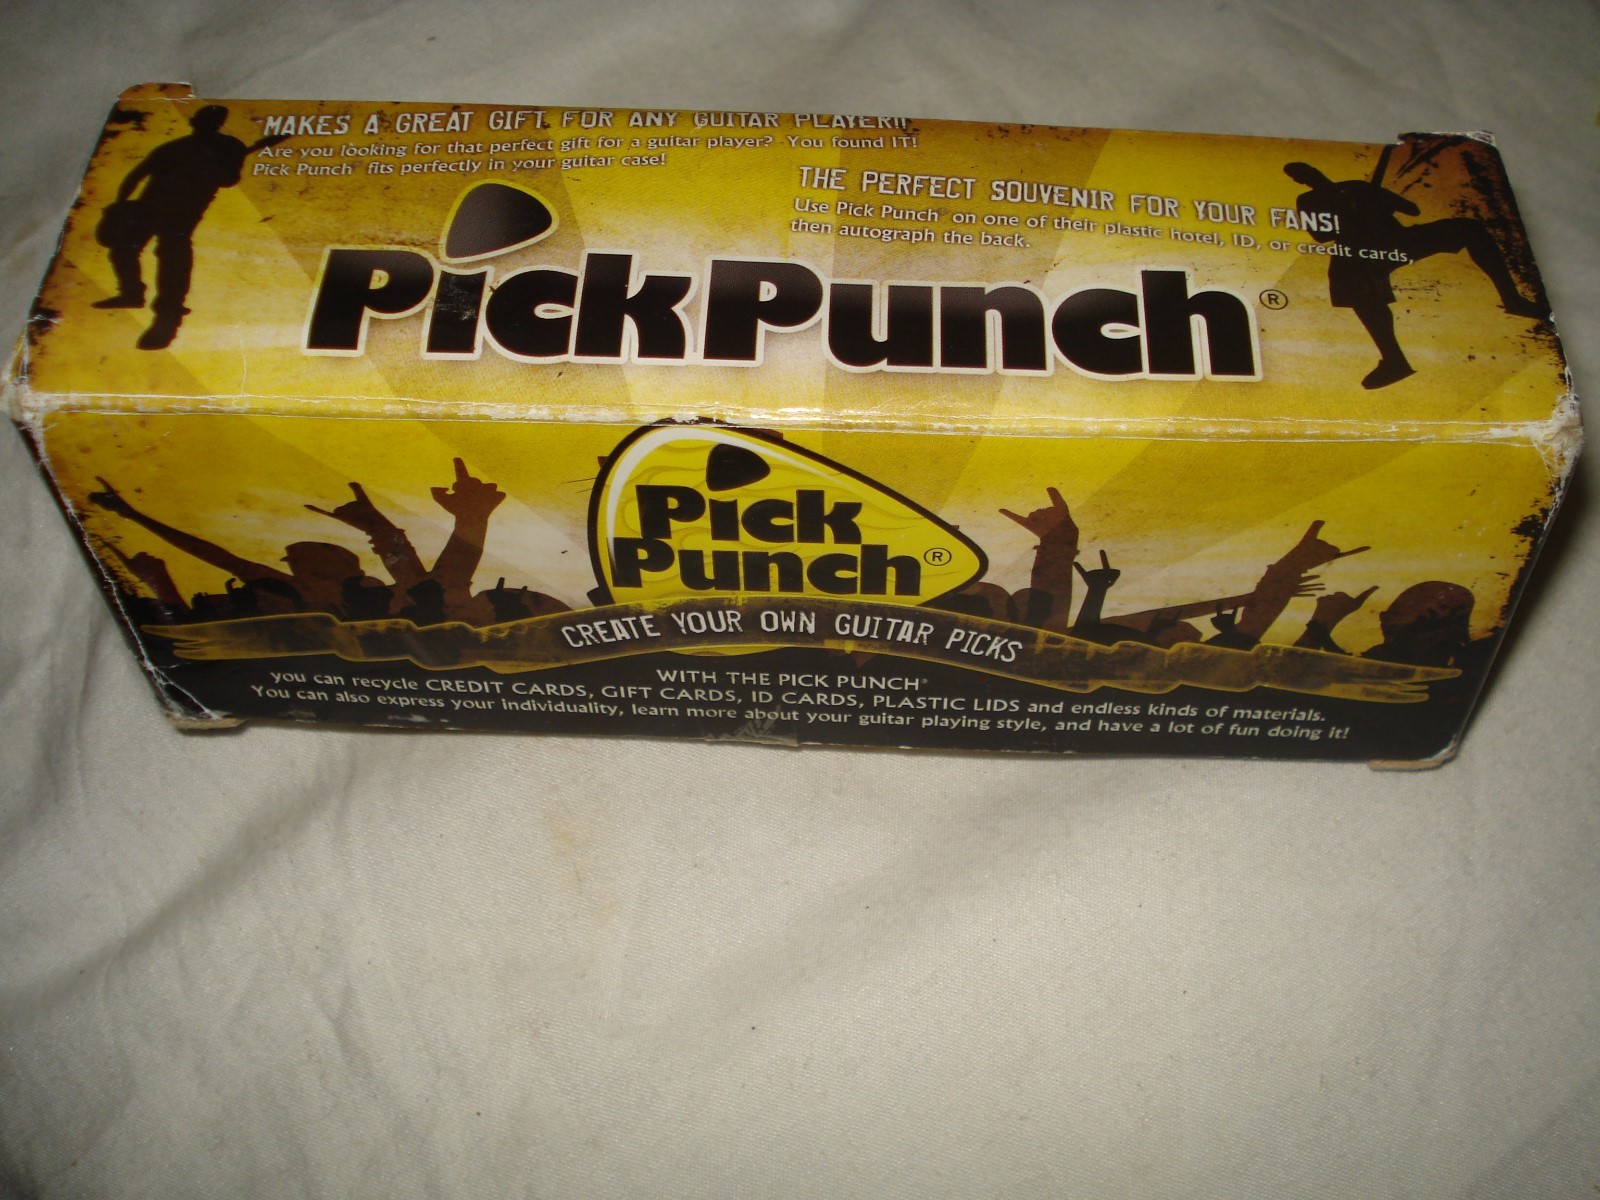 MAKES A GREAT GIFT FOR ANY GUITAR PLAYER!!
Are you looking for that perfect gift for a guitar player? You found IT!
Pick Punch® fits perfectly in your guitar case!
THE PERFECT SOUVENIR FOR YOUR FANS!
Use Pick Punch® on one of their plastic hotel, ID, or credit cards,
then autograph the back.
PickPunch®
Pick
Punch®
CREATE YOUR OWN GUITAR PICKS
WITH THE PICK PUNCH®
you can recycle CREDIT CARDS, GIFT CARDS, ID CARDS, PLASTIC LIDS and endless kinds of materials.
You can also express your individuality, learn more about your guitar playing style, and have a lot of fun doing it!